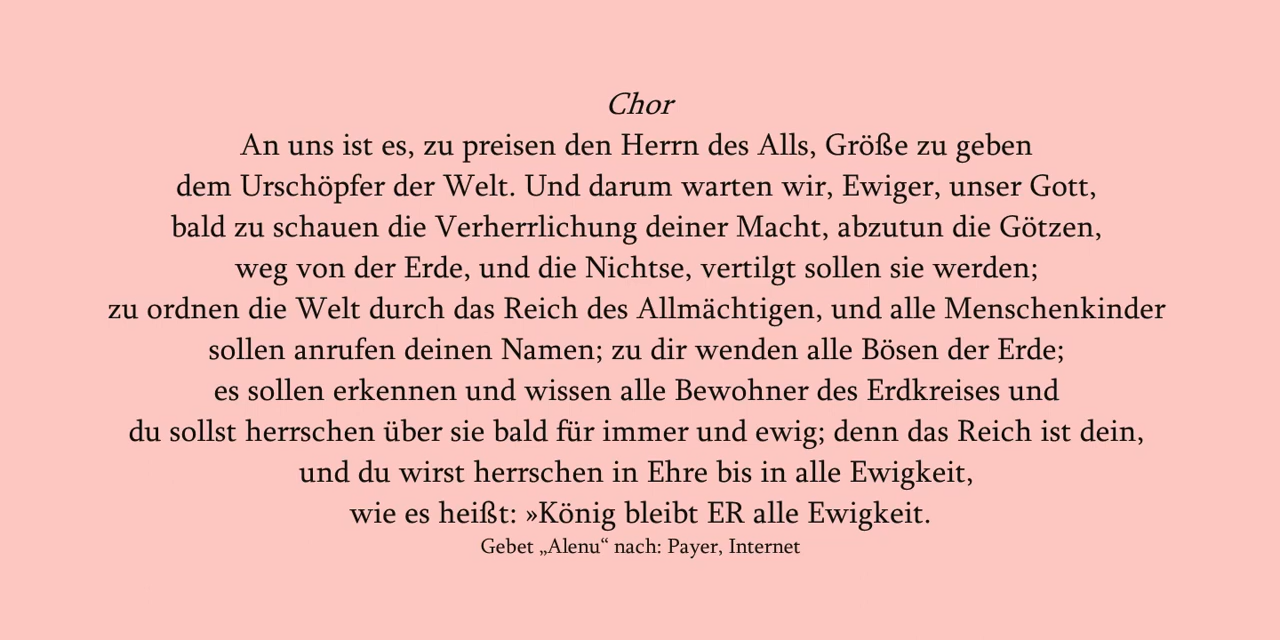 Chor
An uns ist es, zu preisen den Herrn des Alls, Größe zu geben
dem Urschöpfer der Welt. Und darum warten wir, Ewiger, unser Gott,
bald zu schauen die Verherrlichung deiner Macht, abzutun die Götzen,
weg von der Erde, und die Nichtse, vertilgt sollen sie werden;
zu ordnen die Welt durch das Reich des Allmächtigen, und alle Menschenkinder
sollen anrufen deinen Namen; zu dir wenden alle Bösen der Erde;
es sollen erkennen und wissen alle Bewohner des Erdkreises und
du sollst herrschen über sie bald für immer und ewig; denn das Reich ist dein,
und du wirst herrschen in Ehre bis in alle Ewigkeit,
wie es heißt: »König bleibt ER alle Ewigkeit.
Gebet „Alenu“ nach: Payer, Internet